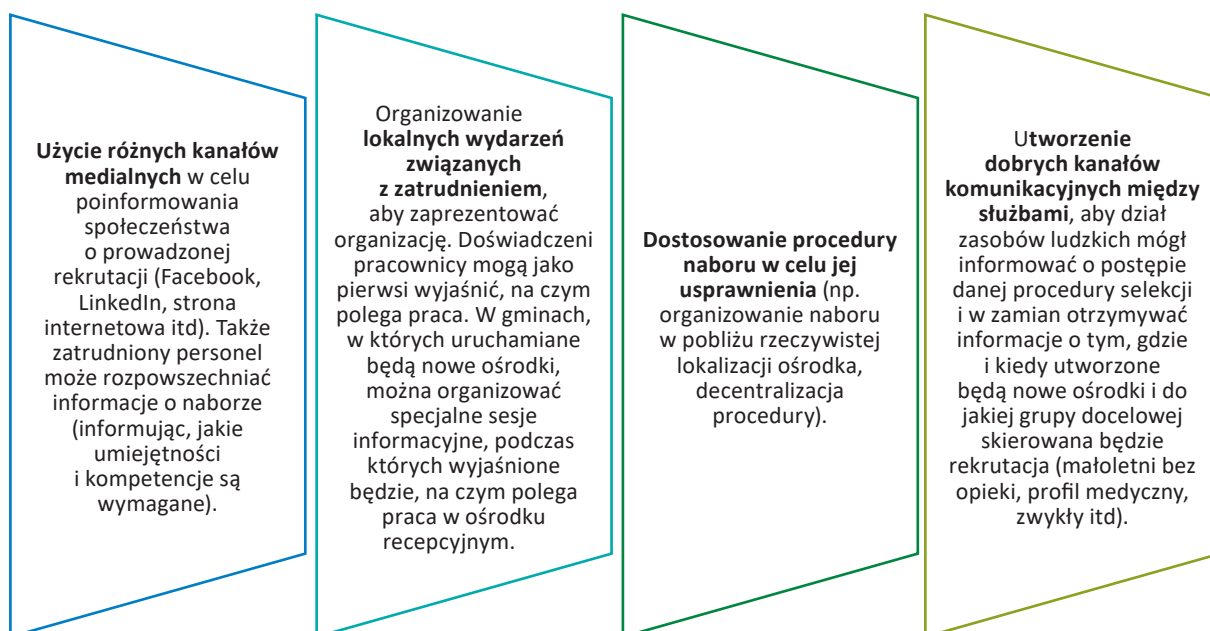 Użycie różnych kanałów
medialnych w celu
poinformowania
społeczeństwa
o prowadzonej
rekrutacji (Facebook,
LinkedIn, strona
internetowa itd). Także
zatrudniony personel
może rozpowszechniać
informacje o naborze
(informując, jakie
umiejętności
i kompetencje są
wymagane).
Organizowanie
lokalnych wydarzeń
związanych
z zatrudnieniem,
aby zaprezentować
organizację. Doświadczeni
pracownicy mogą jako
pierwsi wyjaśnić, na czym
polega praca. W gminach,
w których uruchamiane
będą nowe ośrodki,
można organizować
specjalne sesje
informacyjne, podczas
których wyjaśnione
będzie, na czym polega
praca w ośrodku
recepcyjnym.
Dostosowanie procedury
naboru w celu jej
usprawnienia (np.
organizowanie naboru
w pobliżu rzeczywistej
lokalizacji ośrodka,
decentralizacja
procedury).
Utworzenie
dobrych kanałów
komunikacyjnych między
służbami, aby dział
zasobów ludzkich mógł
informować o postępie
danej procedury selekcji
i w zamian otrzymywać
informacje o tym, gdzie
i kiedy utworzone
będą nowe ośrodki i do
jakiej grupy docelowej
skierowana będzie
rekrutacja (małoletni bez
opieki, profil medyczny,
zwykły itd).